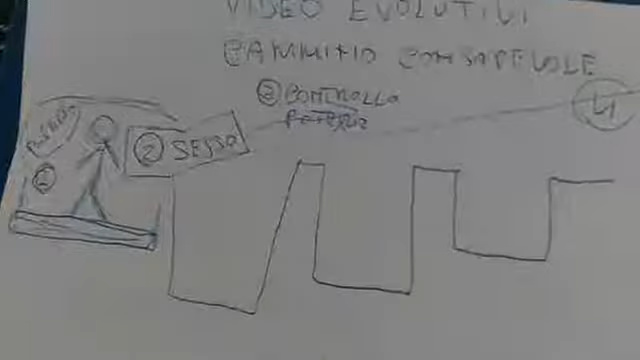 VIDEO EVOLUTIVI
CAMMINO CONSAPEVOLE
③ CONTROLLO
② SESSO
①
4